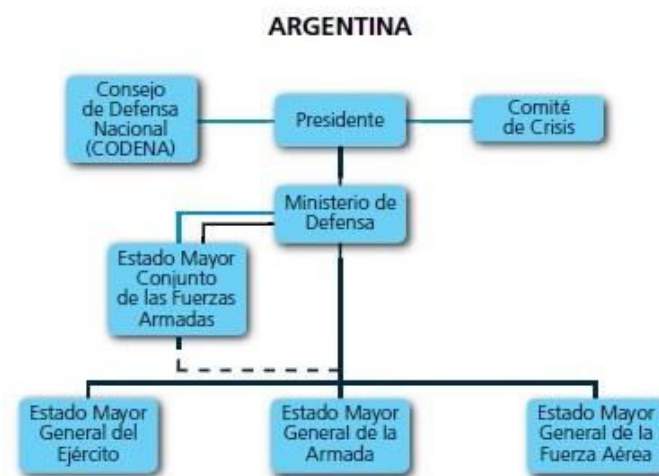 ARGENTINA
Consejo
de Defensa
Nacional
(CODENA)
Presidente
Comité
de Crisis
Ministerio de
Defensa
Estado Mayor
Conjunto
de las Fuerzas
Armadas
Estado Mayor
General del
Ejército
Estado Mayor
General de la
Armada
Estado Mayor
General de la
Fuerza Aérea